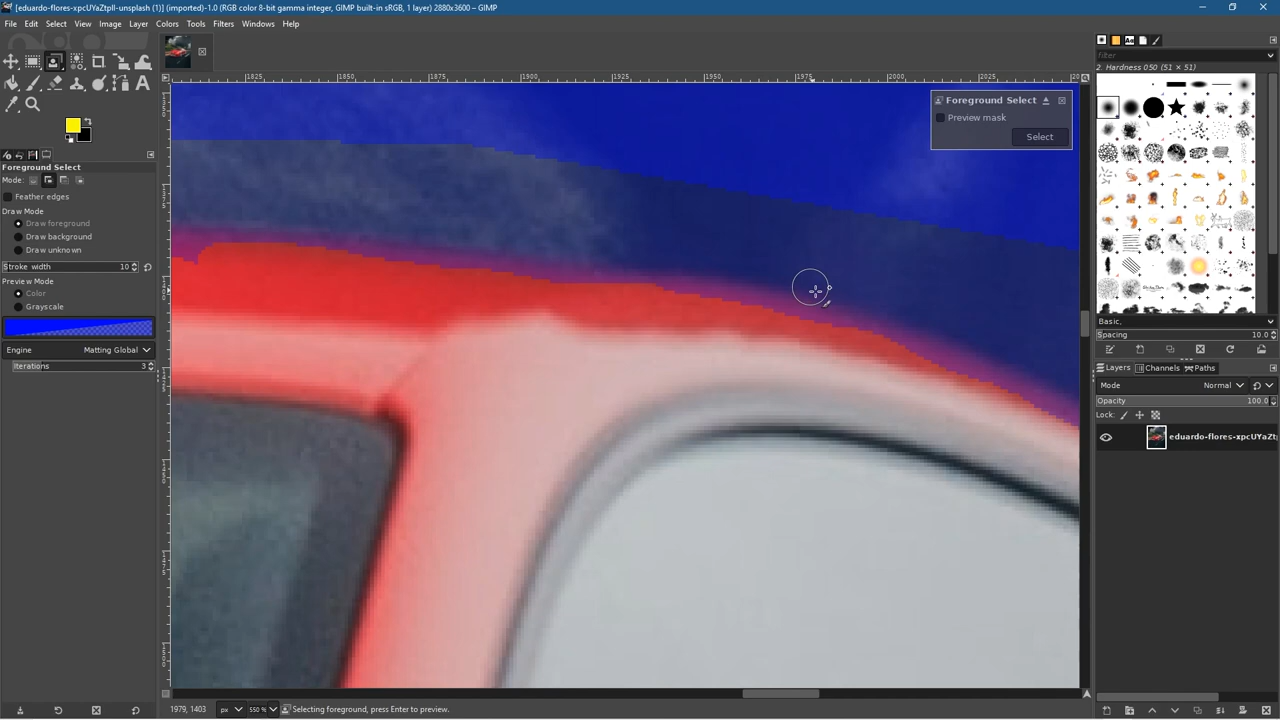 [eduardo-flores-xpcUYaZtpII-unsplash (1)] (imported)-1.0 (RGB color 8-bit gamma integer, GIMP built-in sRGB, 1 layer) 2880x3600 – GIMP
File Edit Select View Image Layer Colors Tools Filters Windows Help
1825 1850 1875 1900 1925 1950 1975 2000 2025
filter
2. Hardness 050 (51 × 51)
Foreground Select
Preview mask
Select
Foreground Select
Mode:
Feather edges
Draw Mode
Draw foreground
Draw background
Draw unknown
Stroke width 10
Preview Mode
Color
Grayscale
Engine Matting Global
Iterations 3
Basic,
Spacing 10.0
Layers Channels Paths
Mode Normal
Opacity 100.0
Lock:
eduardo-flores-xpcUYaZtp
1979, 1403 px 550 % Selecting foreground, press Enter to preview.